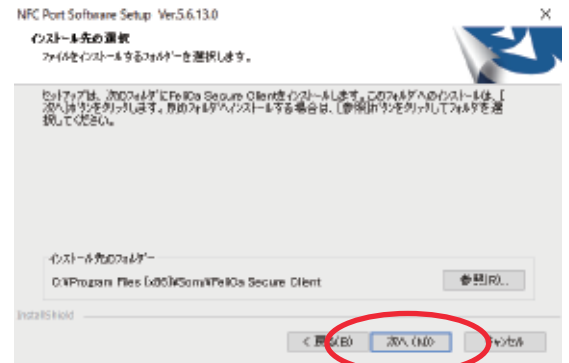 NFC Port Software Setup Ver.5.6.13.0
インストール先の選択
ファイルをインストールするフォルダーを選択します。
セットアップは、次のフォルダにFeliCa Secure Clientをインストールします。このフォルダへのインストールは、[
次へ]ボタンをクリックします。別のフォルダへインストールする場合は、[参照]ボタンをクリックしてフォルダを選
択してください。
インストール先のフォルダー
C:¥Program Files (x86)¥Sony¥FeliCa Secure Client
参照(R)...
InstallShield
< 戻る(B)
次へ(N)>
キャンセル